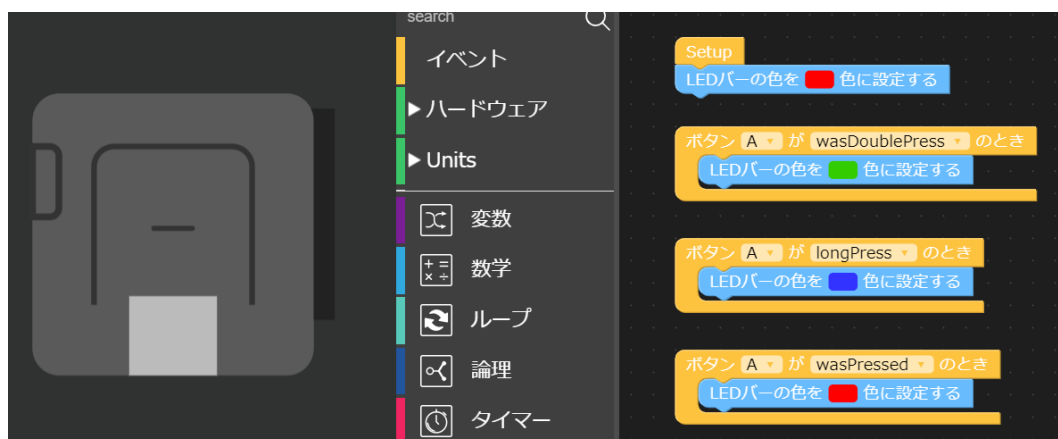 search
イベント
ハードウェア
Units
変数
数学
ループ
論理
タイマー
Setup
LEDバーの色を 色に設定する
ボタン A が wasDoublePress のとき
LEDバーの色を 色に設定する
ボタン A が longPress のとき
LEDバーの色を 色に設定する
ボタン A が wasPressed のとき
LEDバーの色を 色に設定する